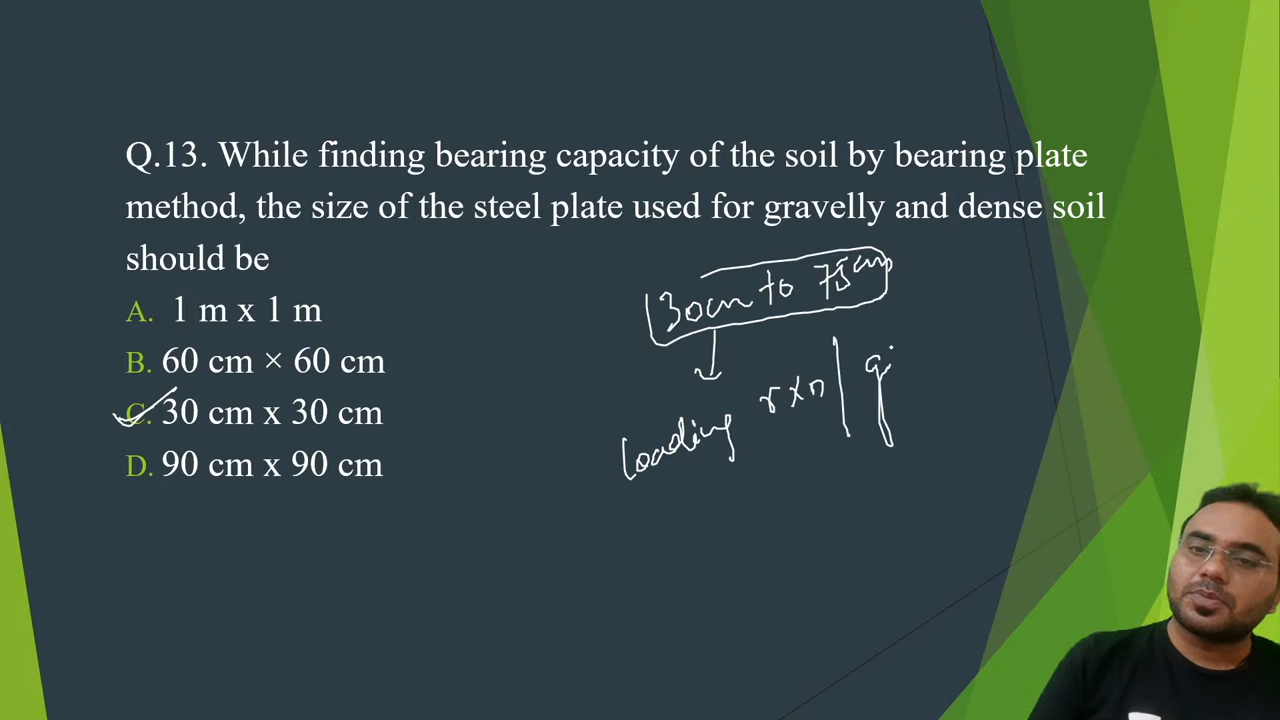 Q.13. While finding bearing capacity of the soil by bearing plate
method, the size of the steel plate used for gravelly and dense soil
should be
A. 1 m x 1 m
B. 60 cm × 60 cm
C. 30 cm x 30 cm
D. 90 cm x 90 cm
30cm to 75cm
loading rxn